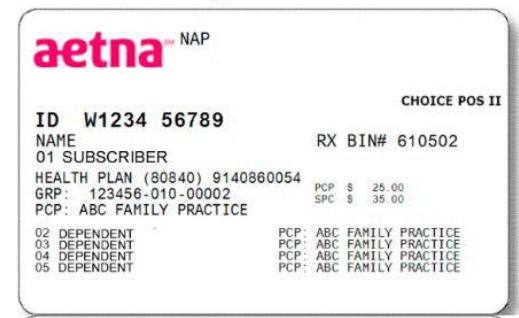 aetna℠ NAP
CHOICE POS II
ID W1234 56789
NAME RX BIN# 610502
01 SUBSCRIBER
HEALTH PLAN (80840) 9140860054
GRP: 123456-010-00002 PCP $ 25.00
PCP: ABC FAMILY PRACTICE SPC $ 35.00
02 DEPENDENT PCP: ABC FAMILY PRACTICE
03 DEPENDENT PCP: ABC FAMILY PRACTICE
04 DEPENDENT PCP: ABC FAMILY PRACTICE
05 DEPENDENT PCP: ABC FAMILY PRACTICE